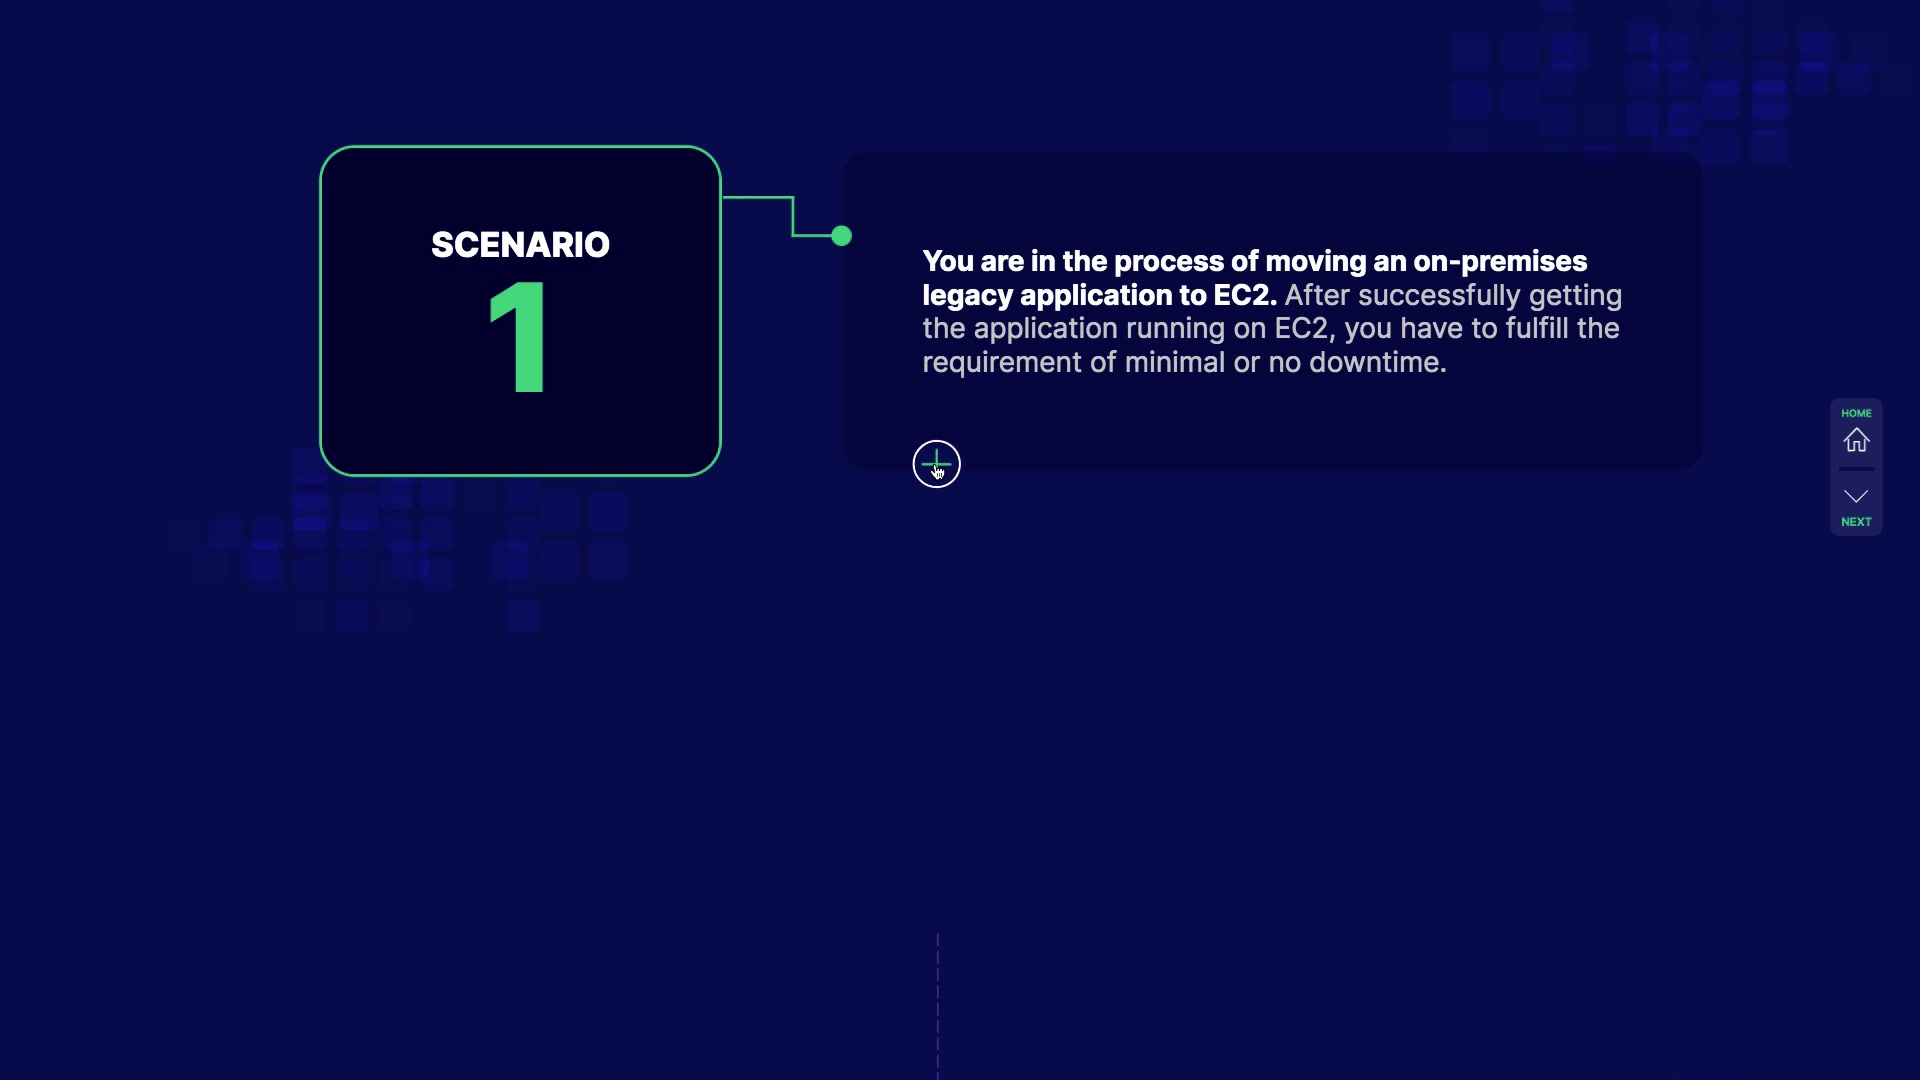 SCENARIO
1
You are in the process of moving an on-premises
legacy application to EC2. After successfully getting
the application running on EC2, you have to fulfill the
requirement of minimal or no downtime.
HOME
NEXT